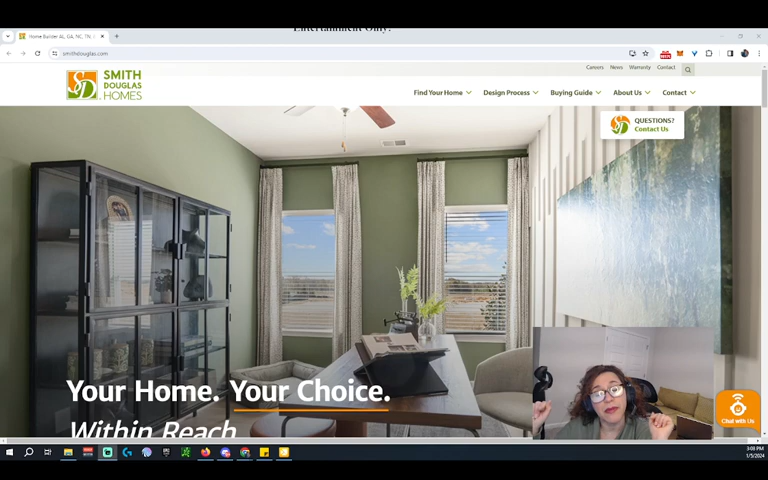 Entertainment Only!
Home Builder AL, GA, NC, TN,
smithdouglas.com
Careers News Warranty Contact
SMITH
DOUGLAS
HOMES
Find Your Home Design Process Buying Guide About Us Contact
QUESTIONS?
Contact Us
Your Home. Your Choice.
Within Reach
Chat with Us
3:03 PM
1/5/2024